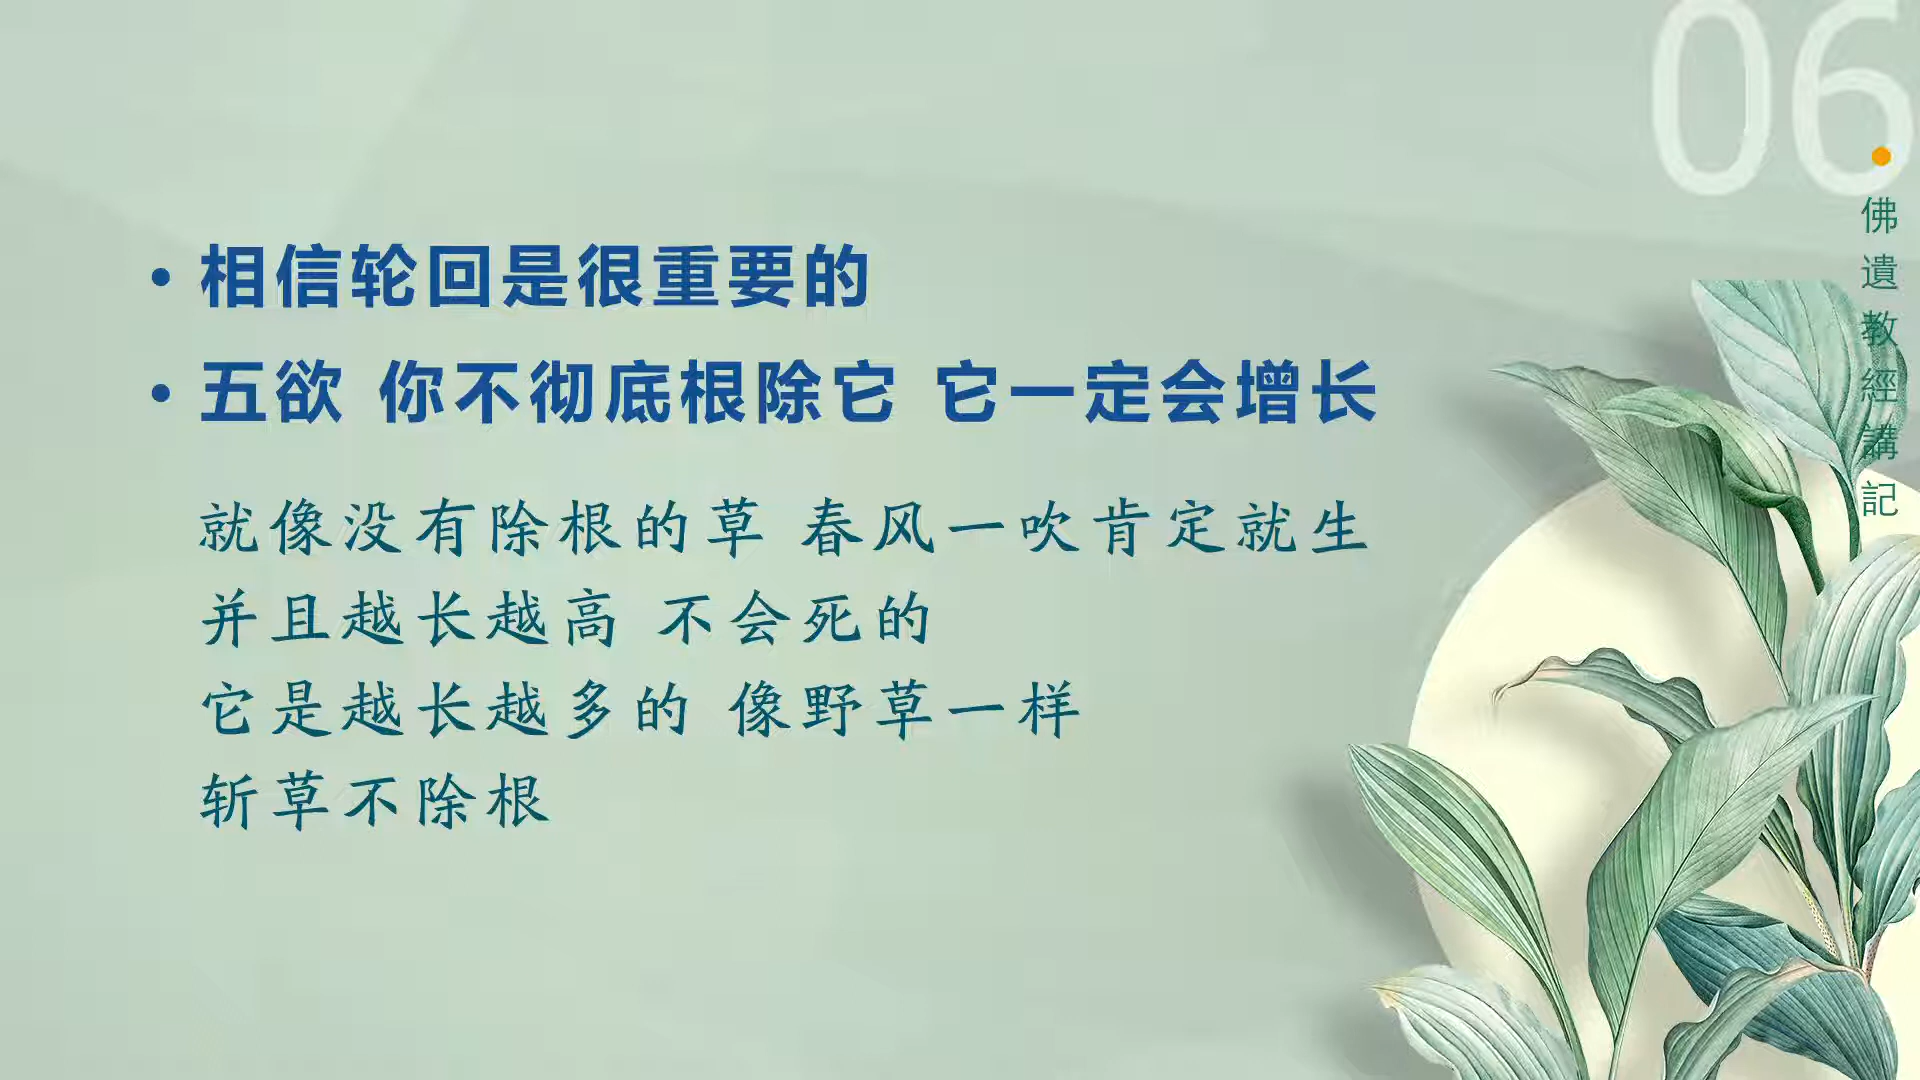 06
佛遺教經講記
• 相信轮回是很重要的
• 五欲 你不彻底根除它 它一定会增长
就像没有除根的草 春风一吹肯定就生
并且越长越高 不会死的
它是越长越多的 像野草一样
斩草不除根